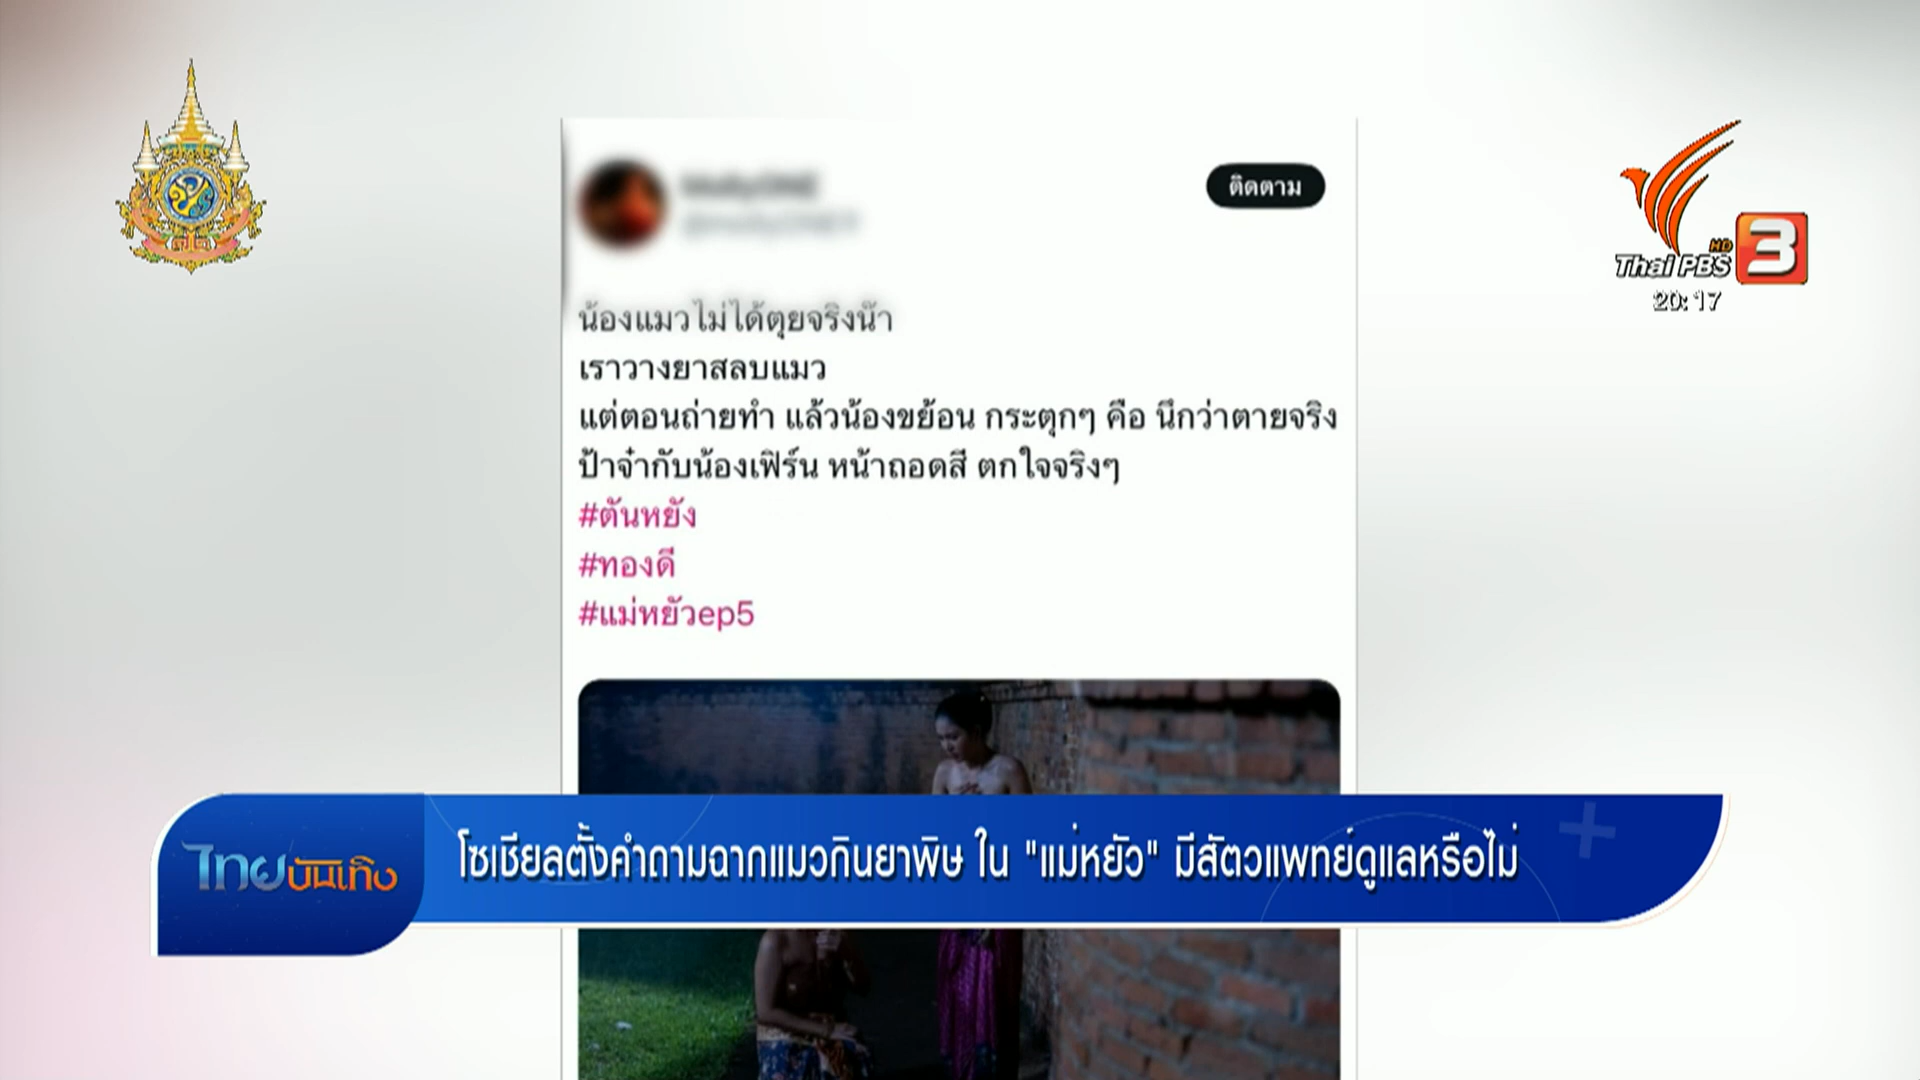 ติดตาม
น้องแมวไม่ได้ตุยจริงน๊า
เราวางยาสลบแมว
แต่ตอนถ่ายทำ แล้วน้องขย้อน กระตุกๆ คือ นึกว่าตายจริง
ป้าจ๋ากับน้องเฟิร์น หน้าถอดสี ตกใจจริงๆ
#ตันหยัง
#ทองดี
#แม่หยัวep5
HD
Thai PBS 3
20:17
ไทยบันเทิง
โซเชียลตั้งคำถามฉากแมวกินยาพิษ ใน "แม่หยัว" มีสัตวแพทย์ดูแลหรือไม่